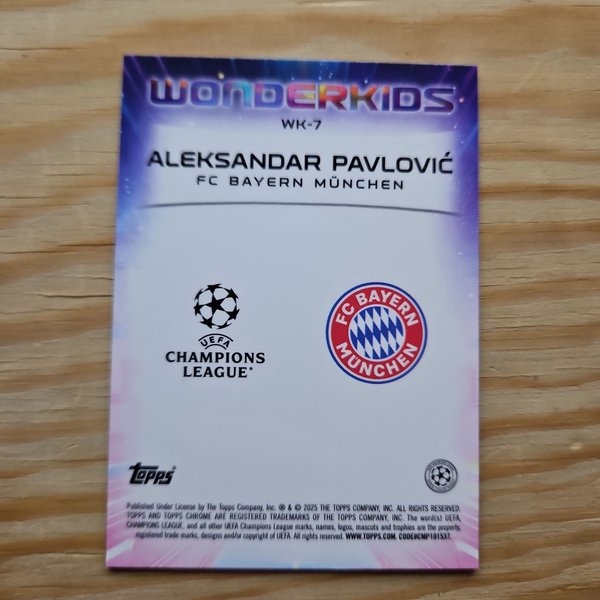 WONDERKIDS
WK-7
ALEKSANDAR PAVLOVIĆ
FC BAYERN MÜNCHEN
UEFA
CHAMPIONS
LEAGUE®
FC BAYERN
MÜNCHEN
topps
Published Under License by The Topps Company, Inc. ® & © 2025 THE TOPPS COMPANY, INC. ALL RIGHTS RESERVED.
TOPPS AND TOPPS CHROME ARE REGISTERED TRADEMARKS OF THE TOPPS COMPANY, INC. The word(s) UEFA,
CHAMPIONS LEAGUE, and all other UEFA Champions League marks, names, logos, mascots and trophies are the property,
registered trade marks, designs and/or copyright of UEFA. All rights reserved. WWW.TOPPS.COM. CODE#CMP101537.